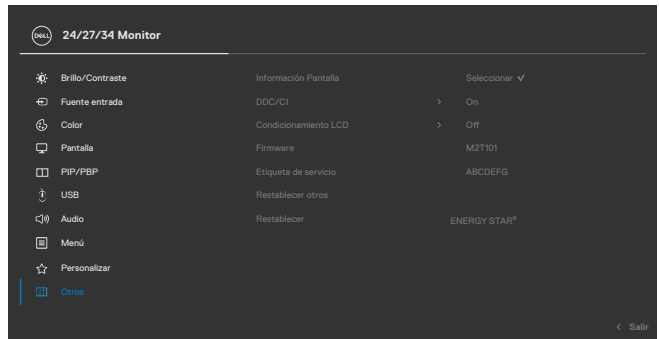 DELL 24/27/34 Monitor
Brillo/Contraste Información Pantalla Seleccionar ✓
Fuente entrada DDC/CI > On
Color Condicionamiento LCD > Off
Pantalla Firmware M2T101
PIP/PBP Etiqueta de servicio ABCDEFG
USB Restablecer otros
Audio Restablecer ENERGY STAR®
Menú
Personalizar
Otros
< Salir